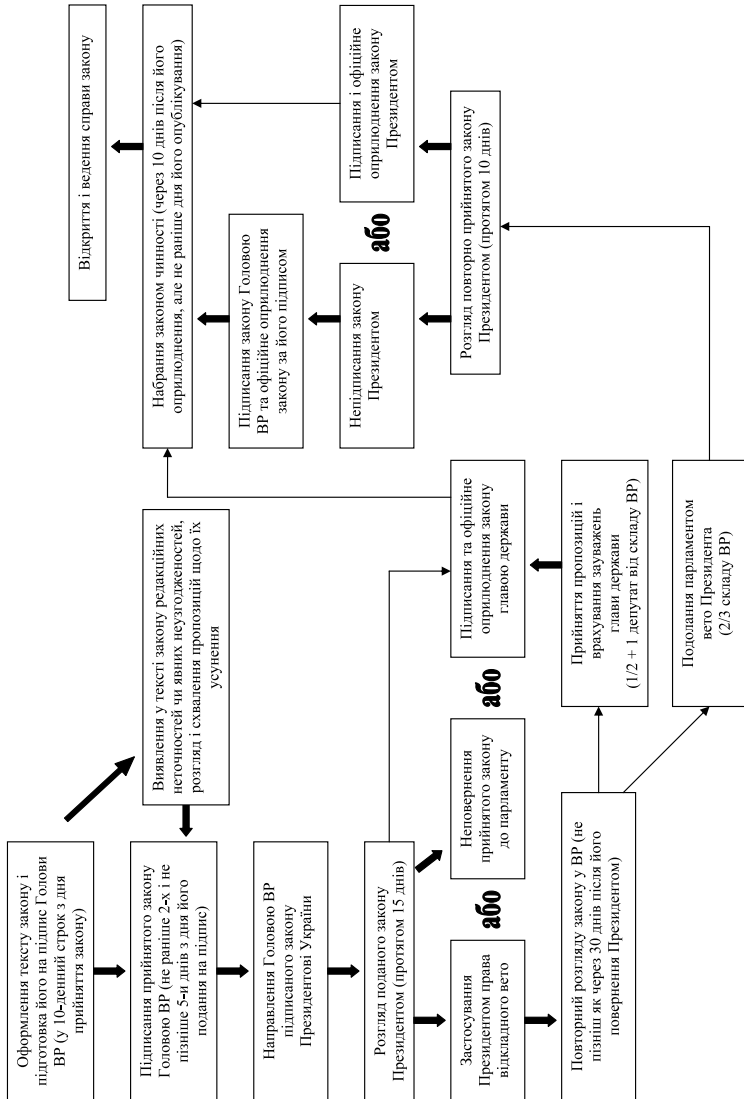 Оформлення тексту закону і
підготовка його на підпис Голови
ВР (у 10-денний строк з дня
прийняття закону)
Виявлення у тексті закону редакційних
неточностей чи явних неузгодженостей,
розгляд і схвалення пропозицій щодо їх
усунення
Підписання прийнятого закону
Головою ВР (не раніше 2-х і не
пізніше 5-и днів з дня його
подання на підпис)
Направлення Головою ВР
підписаного закону
Президентові України
Розгляд поданого закону
Президентом (протягом 15 днів)
Застосування
Президентом права
відкладного вето
або
Неповернення
прийнятого закону
до парламенту
або
Підписання та офіційне
оприлюднення закону
главою держави
Повторний розгляду закону у ВР (не
пізніш як через 30 днів після його
повернення Президентом)
Прийняття пропозицій і
врахування зауважень
глави держави
(1/2 + 1 депутат від складу ВР)
Подолання парламентом
вето Президента
(2/3 складу ВР)
Розгляд повторно прийнятого закону
Президентом (протягом 10 днів)
Непідписання закону
Президентом
або
Підписання і офіційне
оприлюднення закону
Президентом
Підписання закону Головою
ВР та офіційне оприлюднення
закону за його підписом
Набрання законом чинності (через 10 днів після його
оприлюднення, але не раніше дня його опублікування)
Відкриття і ведення справи закону